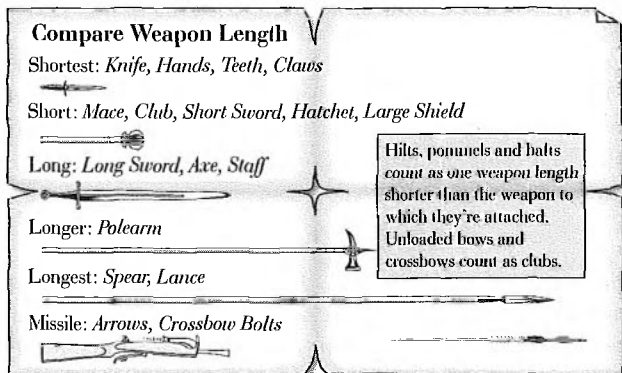 Compare Weapon Length
Shortest: Knife, Hands, Teeth, Claws
Short: Mace, Club, Short Sword, Hatchet, Large Shield
Long: Long Sword, Axe, Staff
Hilts, pommels and hafts
count as one weapon length
shorter than the weapon to
which they're attached.
Unloaded bows and
crossbows count as clubs.
Longer: Polearm
Longest: Spear, Lance
Missile: Arrows, Crossbow Bolts